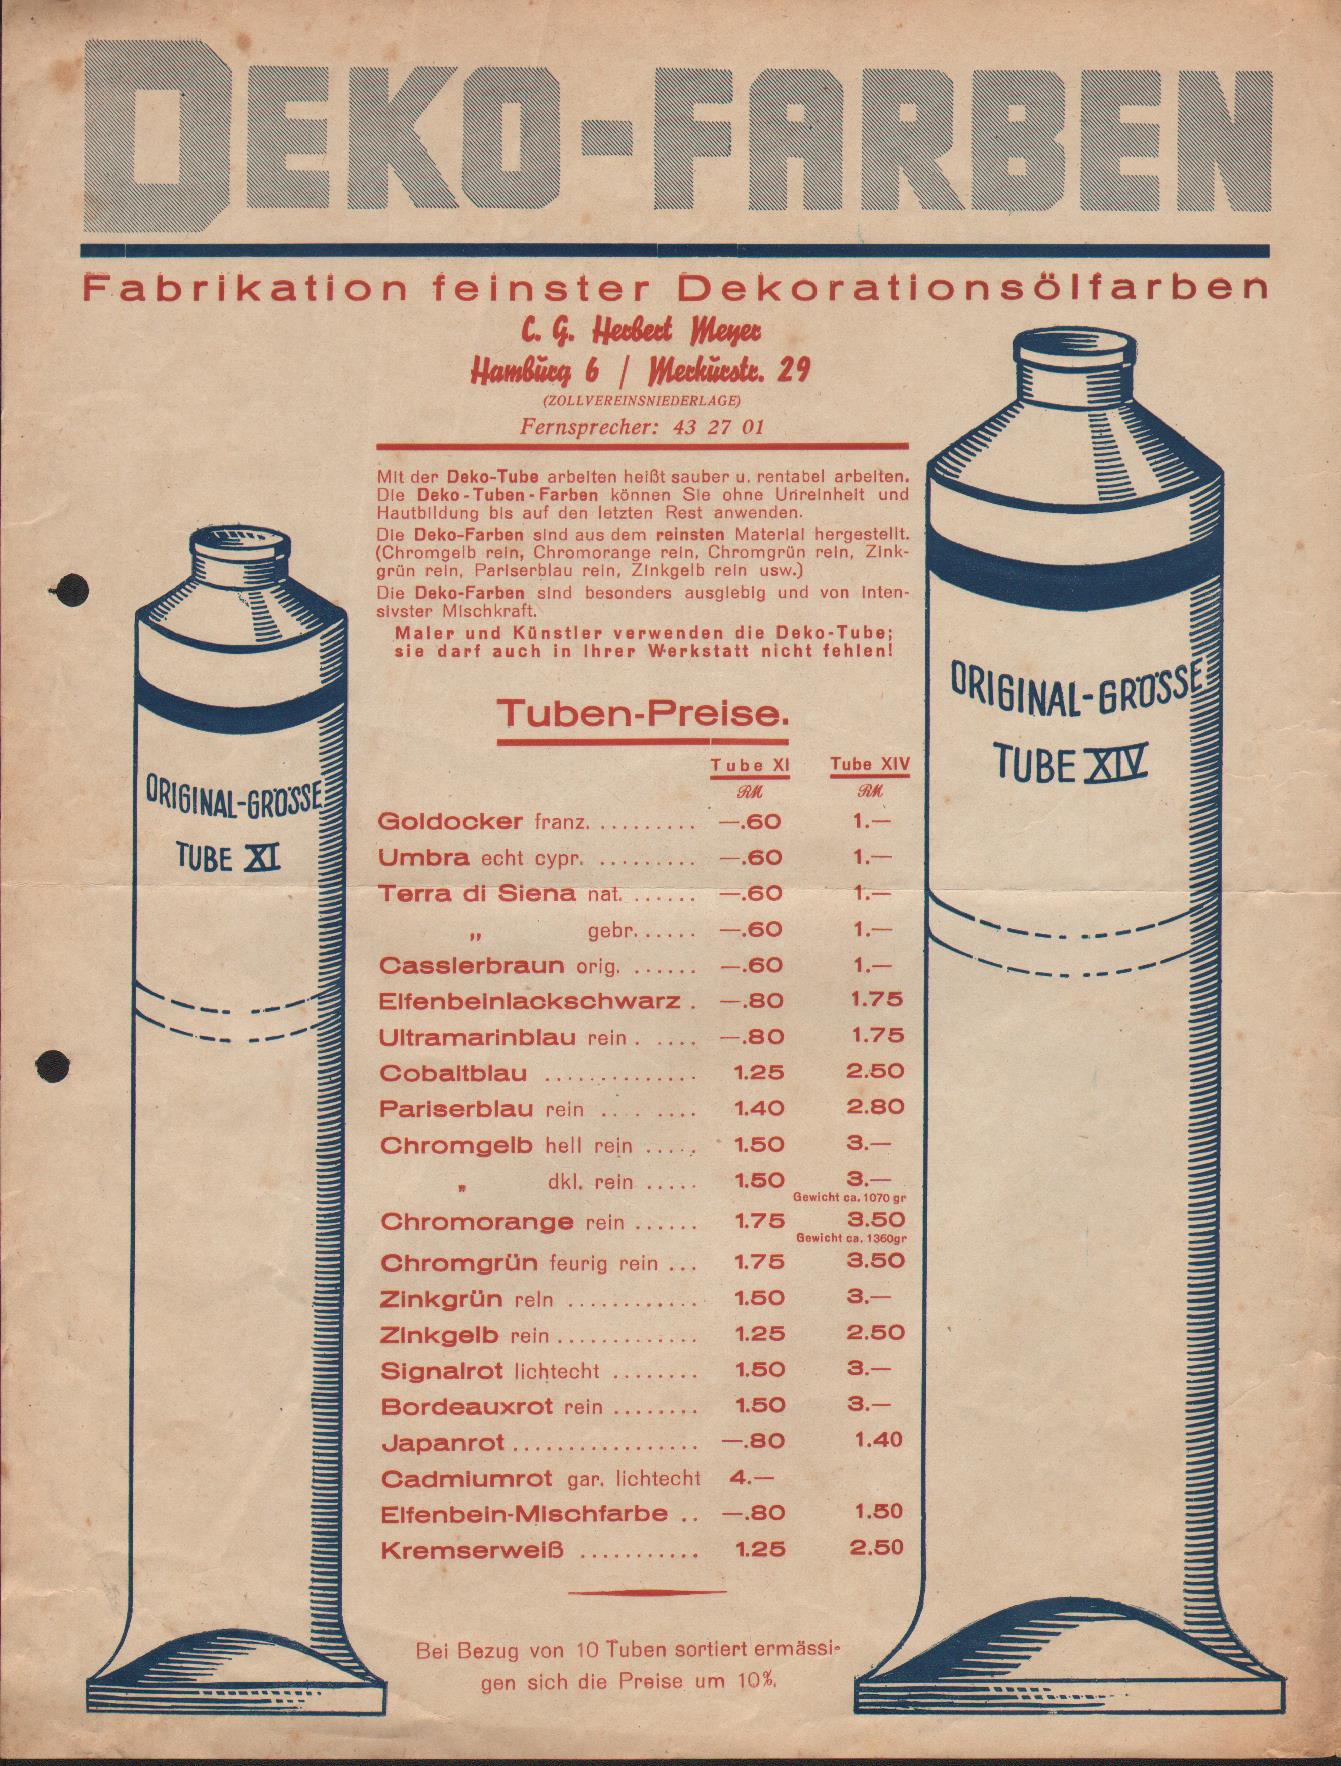 DEKO-FARBEN
Fabrikation feinster Dekorationsölfarben
C. G. Herbert Meyer
Hambŭrg 6 / Merkŭrstr. 29
(ZOLLVEREINSNIEDERLAGE)
Fernsprecher: 43 27 01
Mit der Deko-Tube arbeiten heißt sauber u. rentabel arbeiten.
Die Deko-Tuben-Farben können Sie ohne Unreinheit und
Hautbildung bis auf den letzten Rest anwenden.
Die Deko-Farben sind aus dem reinsten Material hergestellt.
(Chromgelb rein, Chromorange rein, Chromgrün rein, Zink-
grün rein, Pariserblau rein, Zinkgelb rein usw.)
Die Deko-Farben sind besonders ausgiebig und von inten-
sivster Mischkraft.
Maler und Künstler verwenden die Deko-Tube;
sie darf auch in Ihrer Werkstatt nicht fehlen!
ORIGINAL-GRÖSSE
TUBE XI
ORIGINAL-GRÖSSE
TUBE XIV
Tuben-Preise.
Tube XI Tube XIV
RM RM
Goldocker franz. .......... —.60 1.—
Umbra echt cypr. ......... —.60 1.—
Terra di Siena nat. ...... —.60 1.—
„ gebr. ..... —.60 1.—
Casslerbraun orig. ...... —.60 1.—
Elfenbeinlackschwarz . —.80 1.75
Ultramarinblau rein . .... —.80 1.75
Cobaltblau .............. 1.25 2.50
Pariserblau rein .... .... 1.40 2.80
Chromgelb hell rein ..... 1.50 3.—
„ dkl. rein ..... 1.50 3.—
Gewicht ca. 1070 gr
Chromorange rein ...... 1.75 3.50
Gewicht ca. 1360gr
Chromgrün feurig rein ... 1.75 3.50
Zinkgrün rein ............ 1.50 3.—
Zinkgelb rein ............. 1.25 2.50
Signalrot lichtecht ........ 1.50 3.—
Bordeauxrot rein ........ 1.50 3.—
Japanrot ................. —.80 1.40
Cadmiumrot gar. lichtecht 4.—
Elfenbein-Mischfarbe .. —.80 1.50
Kremserweiß ........... 1.25 2.50
Bei Bezug von 10 Tuben sortiert ermässi-
gen sich die Preise um 10%.